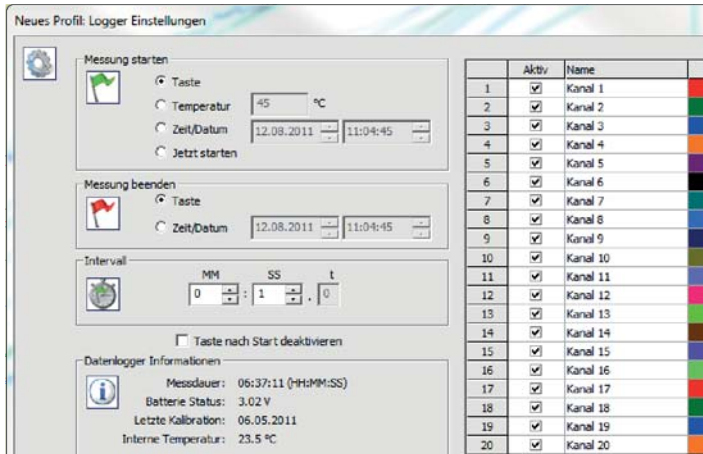 Neues Profil: Logger Einstellungen
Messung starten
Taste
Temperatur 45 °C
Zeit/Datum 12.08.2011 11:04:45
Jetzt starten
Messung beenden
Taste
Zeit/Datum 12.08.2011 11:04:45
Intervall
MM SS t
0 : 1 . 0
Taste nach Start deaktivieren
Datenlogger Informationen
Messdauer: 06:37:11 (HH:MM:SS)
Batterie Status: 3.02 V
Letzte Kalibration: 06.05.2011
Interne Temperatur: 23.5 °C
Aktiv Name
1 Kanal 1
2 Kanal 2
3 Kanal 3
4 Kanal 4
5 Kanal 5
6 Kanal 6
7 Kanal 7
8 Kanal 8
9 Kanal 9
10 Kanal 10
11 Kanal 11
12 Kanal 12
13 Kanal 13
14 Kanal 14
15 Kanal 15
16 Kanal 16
17 Kanal 17
18 Kanal 18
19 Kanal 19
20 Kanal 20